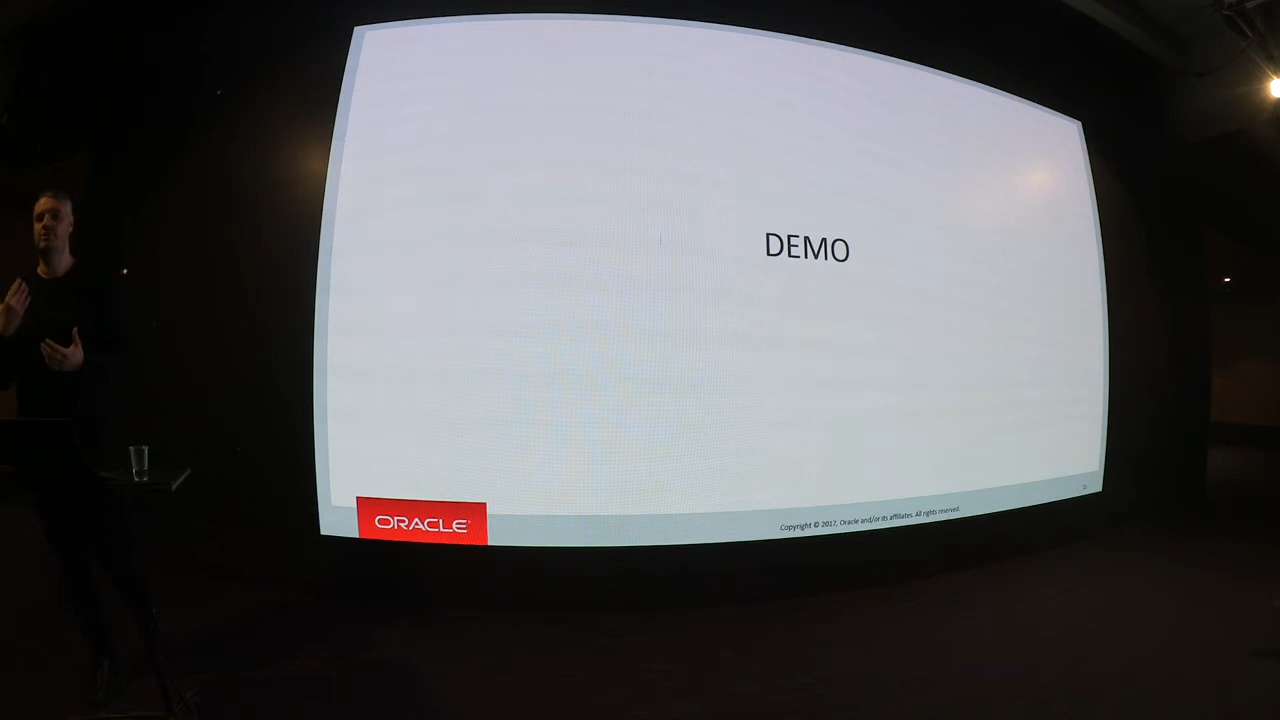 DEMO
ORACLE
Copyright © 2017, Oracle and/or its affiliates. All rights reserved.